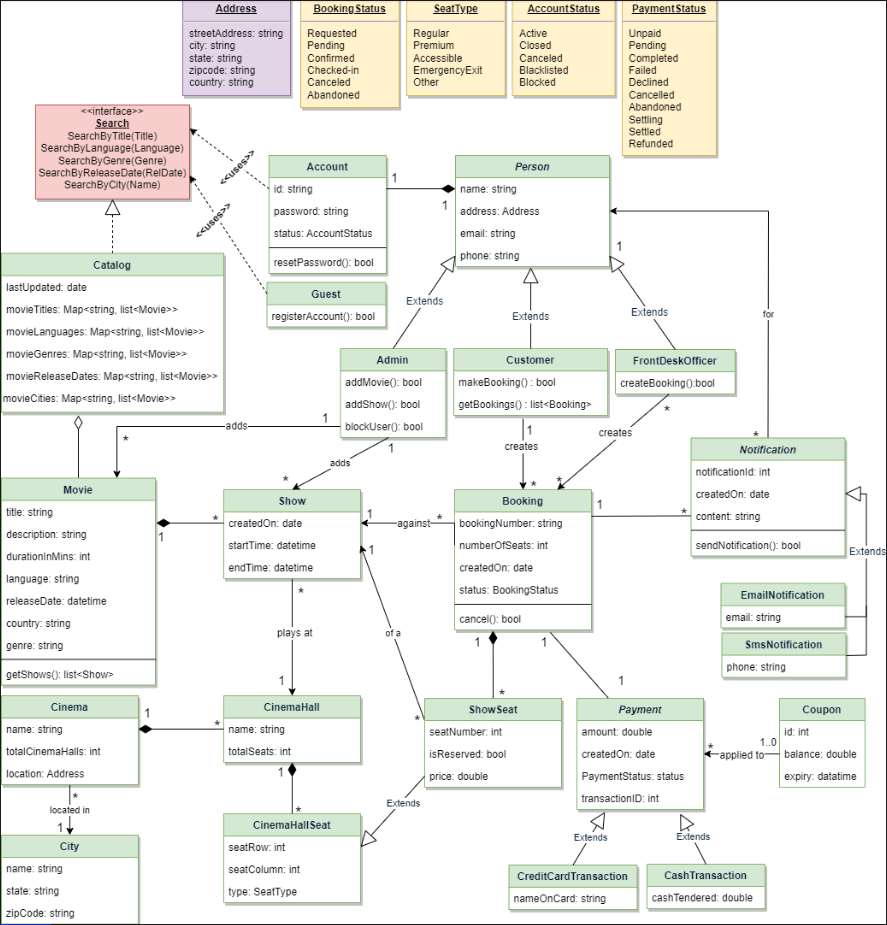 Address
streetAddress: string
city: string
state: string
zipcode: string
country: string
BookingStatus
Requested
Pending
Confirmed
Checked-in
Canceled
Abandoned
SeatType
Regular
Premium
Accessible
EmergencyExit
Other
AccountStatus
Active
Closed
Canceled
Blacklisted
Blocked
PaymentStatus
Unpaid
Pending
Completed
Failed
Declined
Cancelled
Abandoned
Settling
Settled
Refunded
<<interface>>
Search
SearchByTitle(Title)
SearchByLanguage(Language)
SearchByGenre(Genre)
SearchByReleaseDate(RelDate)
SearchByCity(Name)
<<uses>>
<<uses>>
Account
id: string
password: string
status: AccountStatus
resetPassword(): bool
1
1
Person
name: string
address: Address
email: string
phone: string
1
Guest
registerAccount(): bool
Catalog
lastUpdated: date
movieTitles: Map<string, list<Movie>>
movieLanguages: Map<string, list<Movie>>
movieGenres: Map<string, list<Movie>>
movieReleaseDates: Map<string, list<Movie>>
movieCities: Map<string, list<Movie>>
Extends
Extends
Extends
for
Admin
addMovie(): bool
addShow(): bool
blockUser(): bool
Customer
makeBooking() : bool
getBookings() : list<Booking>
FrontDeskOfficer
createBooking():bool
adds
1
*
adds
1
*
creates
1
*
creates
*
*
*
Notification
notificationId: int
createdOn: date
content: string
sendNotification(): bool
Extends
EmailNotification
email: string
SmsNotification
phone: string
Movie
title: string
description: string
durationInMins: int
language: string
releaseDate: datetime
country: string
genre: string
getShows(): list<Show>
1
*
Show
createdOn: date
startTime: datetime
endTime: datetime
1
against
*
Booking
bookingNumber: string
numberOfSeats: int
createdOn: date
status: BookingStatus
cancel(): bool
1
*
1
*
plays at
*
1
of a
1
*
1
1
Cinema
name: string
totalCinemaHalls: int
location: Address
1
*
CinemaHall
name: string
totalSeats: int
ShowSeat
seatNumber: int
isReserved: bool
price: double
Payment
amount: double
createdOn: date
PaymentStatus: status
transactionID: int
*
applied to
1..0
Coupon
id: int
balance: double
expiry: datatime
*
located in
1
1
*
Extends
CinemaHallSeat
seatRow: int
seatColumn: int
type: SeatType
City
name: string
state: string
zipCode: string
Extends
Extends
CreditCardTransaction
nameOnCard: string
CashTransaction
cashTendered: double